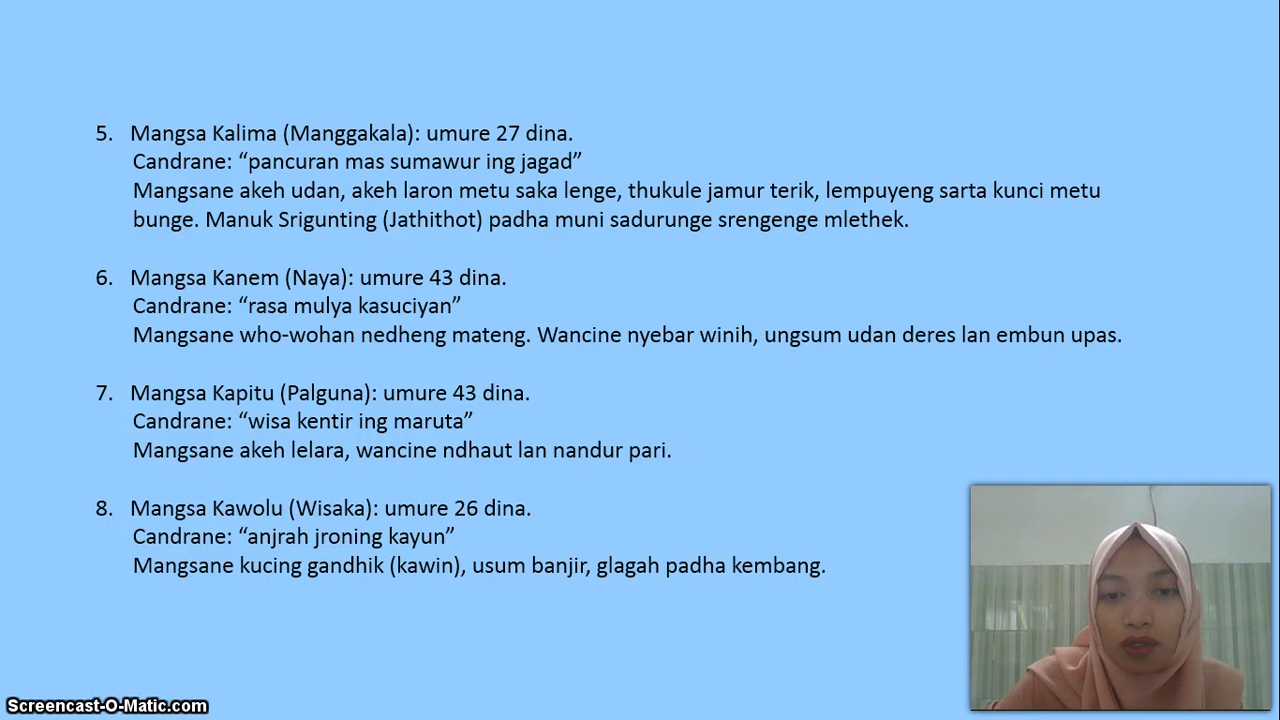 5. Mangsa Kalima (Manggakala): umure 27 dina.
Candrane: “pancuran mas sumawur ing jagad”
Mangsane akeh udan, akeh laron metu saka lenge, thukule jamur terik, lempuyeng sarta kunci metu
bunge. Manuk Srigunting (Jathithot) padha muni sadurunge srengenge mlethek.
6. Mangsa Kanem (Naya): umure 43 dina.
Candrane: “rasa mulya kasuciyan”
Mangsane who-wohan nedheng mateng. Wancine nyebar winih, ungsum udan deres lan embun upas.
7. Mangsa Kapitu (Palguna): umure 43 dina.
Candrane: “wisa kentir ing maruta”
Mangsane akeh lelara, wancine ndhaut lan nandur pari.
8. Mangsa Kawolu (Wisaka): umure 26 dina.
Candrane: “anjrah jroning kayun”
Mangsane kucing gandhik (kawin), usum banjir, glagah padha kembang.
Screencast-O-Matic.com